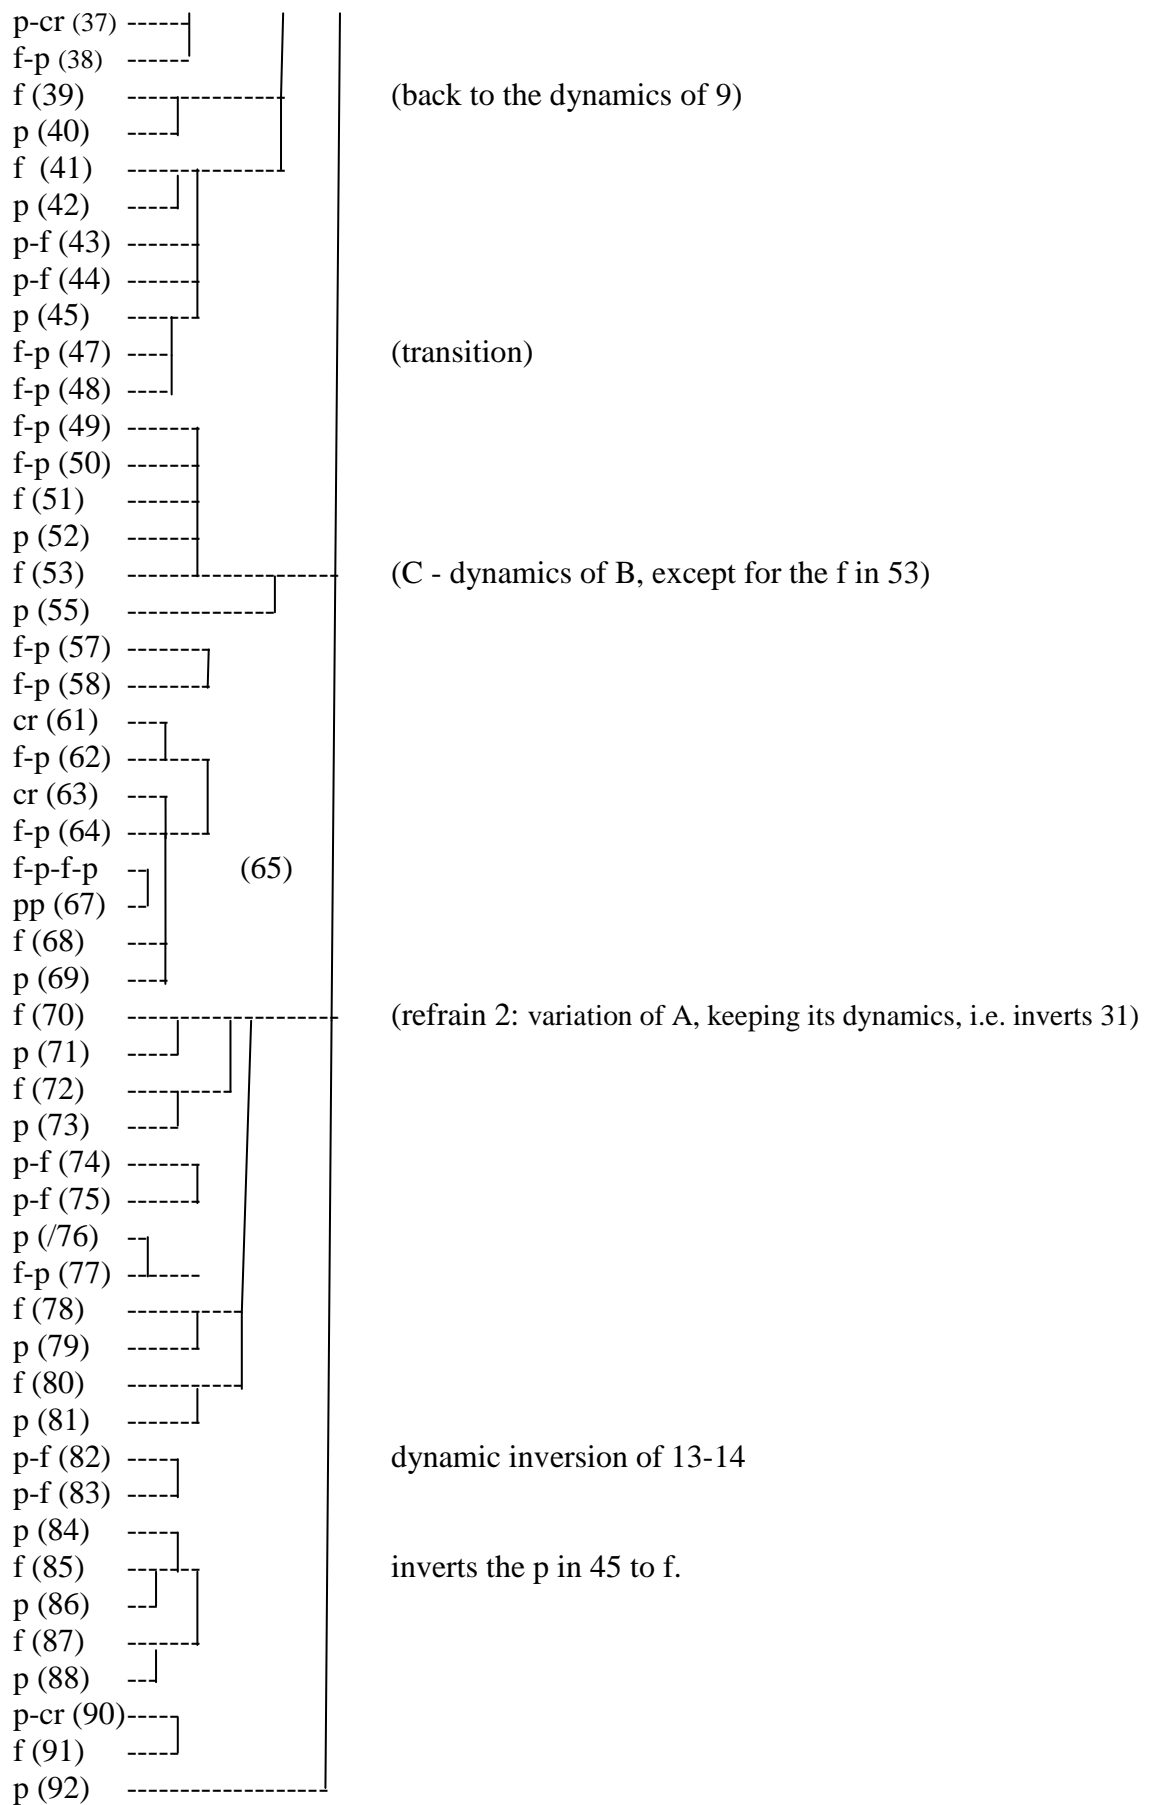 p-cr (37)
f-p (38)
f (39) (back to the dynamics of 9)
p (40)
f (41)
p (42)
p-f (43)
p-f (44)
p (45)
f-p (47) (transition)
f-p (48)
f-p (49)
f-p (50)
f (51)
p (52)
f (53) (C - dynamics of B, except for the f in 53)
p (55)
f-p (57)
f-p (58)
cr (61)
f-p (62)
cr (63)
f-p (64)
f-p-f-p (65)
pp (67)
f (68)
p (69)
f (70) (refrain 2: variation of A, keeping its dynamics, i.e. inverts 31)
p (71)
f (72)
p (73)
p-f (74)
p-f (75)
p (/76)
f-p (77)
f (78)
p (79)
f (80)
p (81)
p-f (82) dynamic inversion of 13-14
p-f (83)
p (84)
f (85) inverts the p in 45 to f.
p (86)
f (87)
p (88)
p-cr (90)
f (91)
p (92)